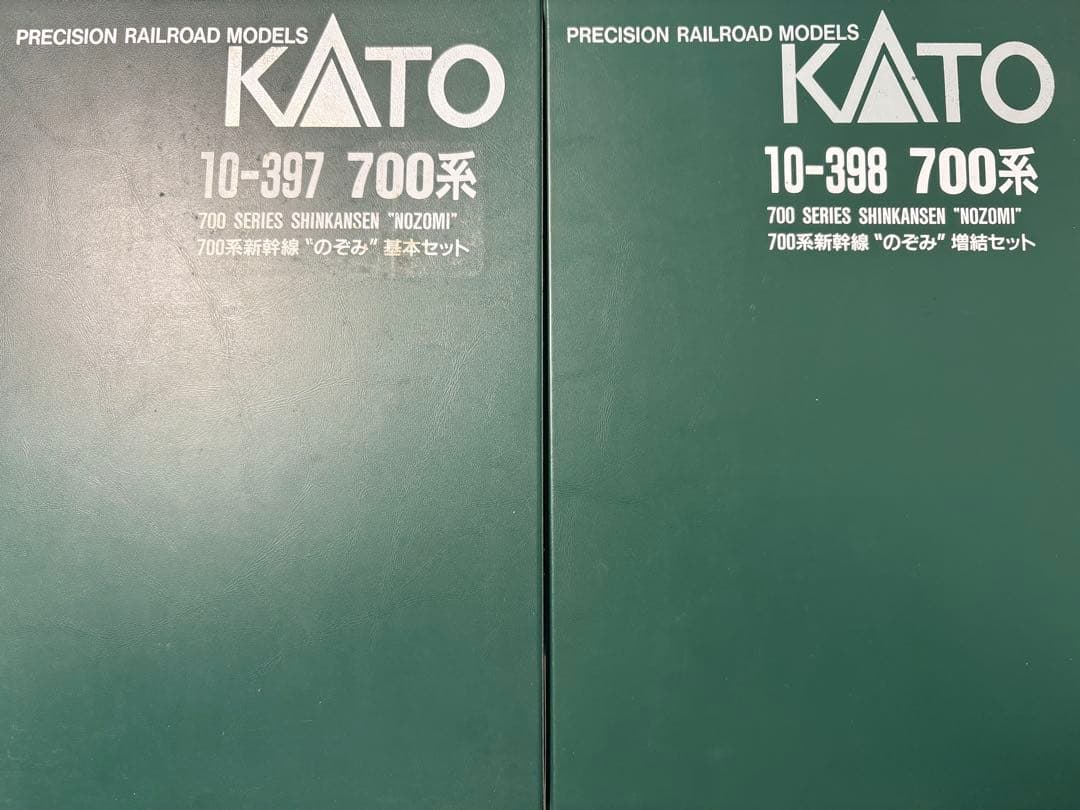 PRECISION RAILROAD MODELS
KATO
10-397 700系
700 SERIES SHINKANSEN "NOZOMI"
700系新幹線〝のぞみ〟基本セット
PRECISION RAILROAD MODELS
KATO
10-398 700系
700 SERIES SHINKANSEN "NOZOMI"
700系新幹線〝のぞみ〟増結セット